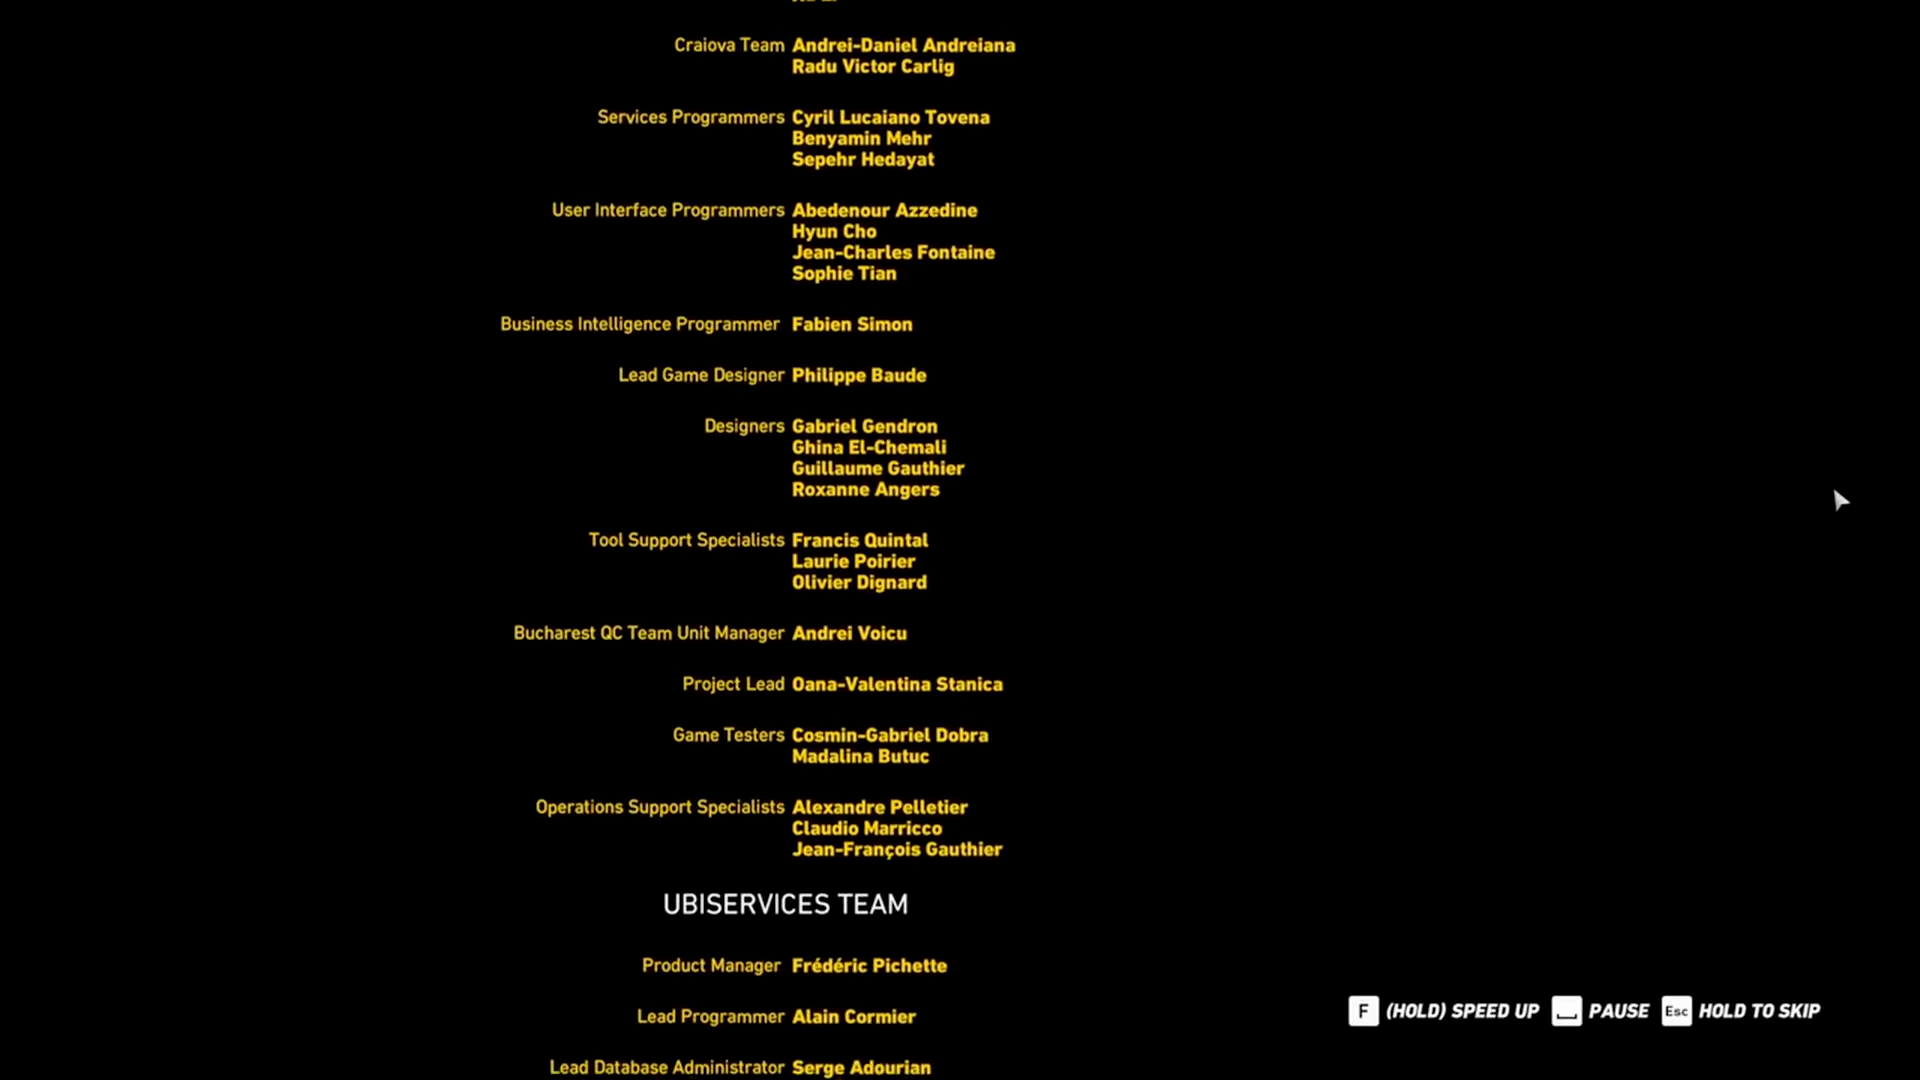 Craiova Team Andrei-Daniel Andreiana
Radu Victor Carlig
Services Programmers Cyril Lucaiano Tovena
Benyamin Mehr
Sepehr Hedayat
User Interface Programmers Abedenour Azzedine
Hyun Cho
Jean-Charles Fontaine
Sophie Tian
Business Intelligence Programmer Fabien Simon
Lead Game Designer Philippe Baude
Designers Gabriel Gendron
Ghina El-Chemali
Guillaume Gauthier
Roxanne Angers
Tool Support Specialists Francis Quintal
Laurie Poirier
Olivier Dignard
Bucharest QC Team Unit Manager Andrei Voicu
Project Lead Oana-Valentina Stanica
Game Testers Cosmin-Gabriel Dobra
Madalina Butuc
Operations Support Specialists Alexandre Pelletier
Claudio Marricco
Jean-François Gauthier
UBISERVICES TEAM
Product Manager Frédéric Pichette
Lead Programmer Alain Cormier
F (HOLD) SPEED UP PAUSE Esc HOLD TO SKIP
Lead Database Administrator Serge Adourian